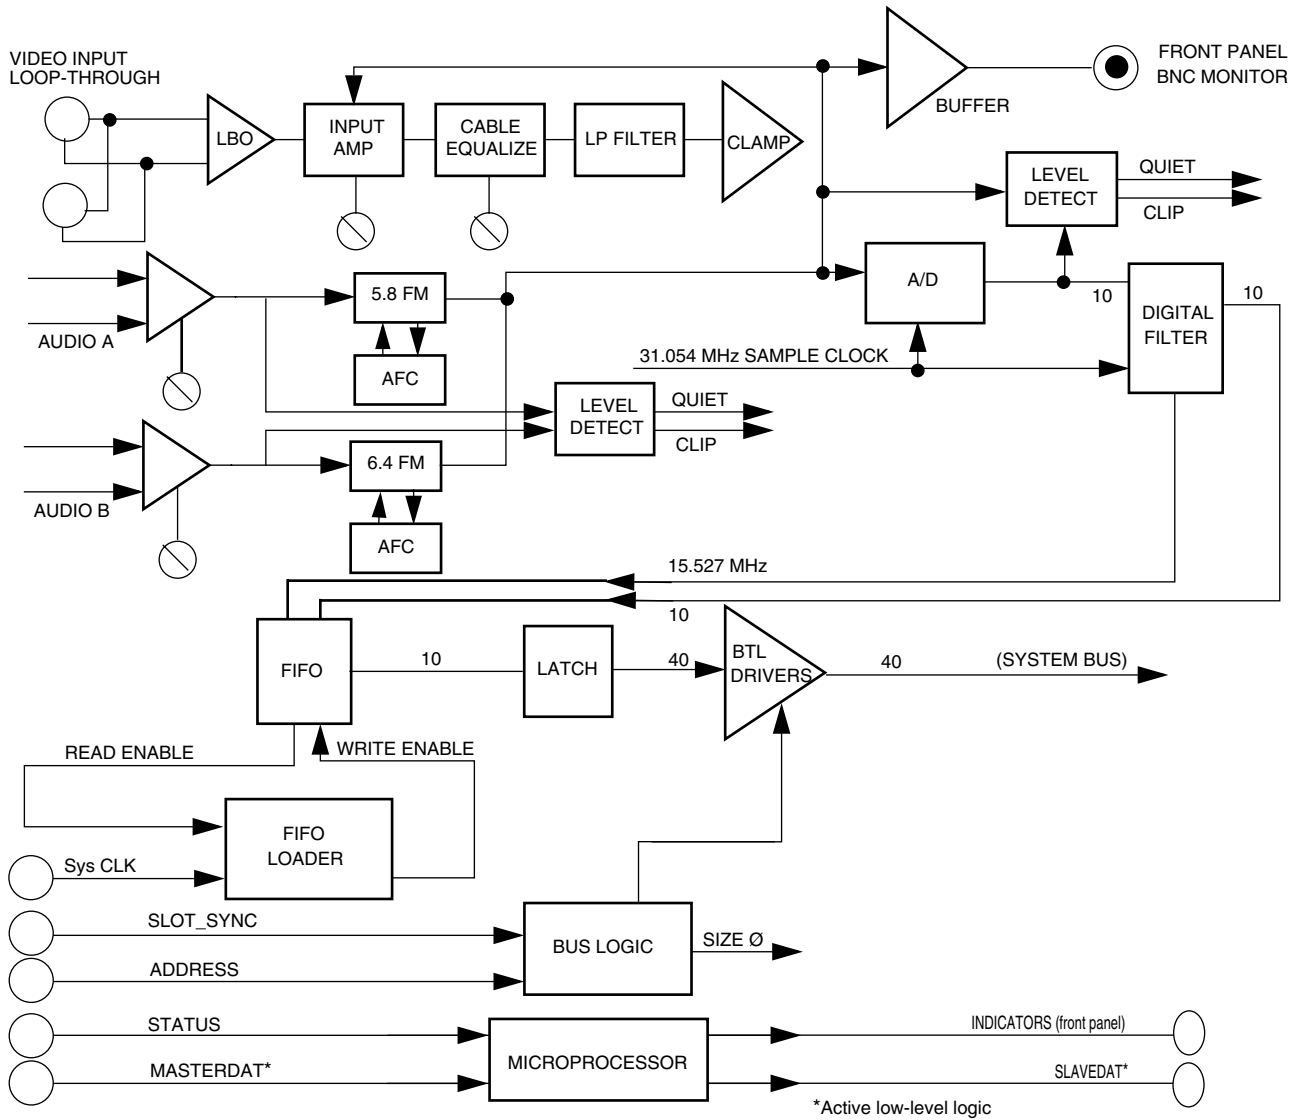 VIDEO INPUT
LOOP-THROUGH
FRONT PANEL
BNC MONITOR
BUFFER
LBO
INPUT
AMP
CABLE
EQUALIZE
LP FILTER
CLAMP
LEVEL
DETECT
QUIET
CLIP
A/D
10
10
DIGITAL
FILTER
5.8 FM
AFC
AUDIO A
31.054 MHz SAMPLE CLOCK
LEVEL
DETECT
QUIET
CLIP
6.4 FM
AFC
AUDIO B
15.527 MHz
10
FIFO
10
LATCH
40
BTL
DRIVERS
40
(SYSTEM BUS)
READ ENABLE
WRITE ENABLE
FIFO
LOADER
Sys CLK
SLOT_SYNC
ADDRESS
BUS LOGIC
SIZE Ø
STATUS
MASTERDAT*
MICROPROCESSOR
INDICATORS (front panel)
SLAVEDAT*
*Active low-level logic